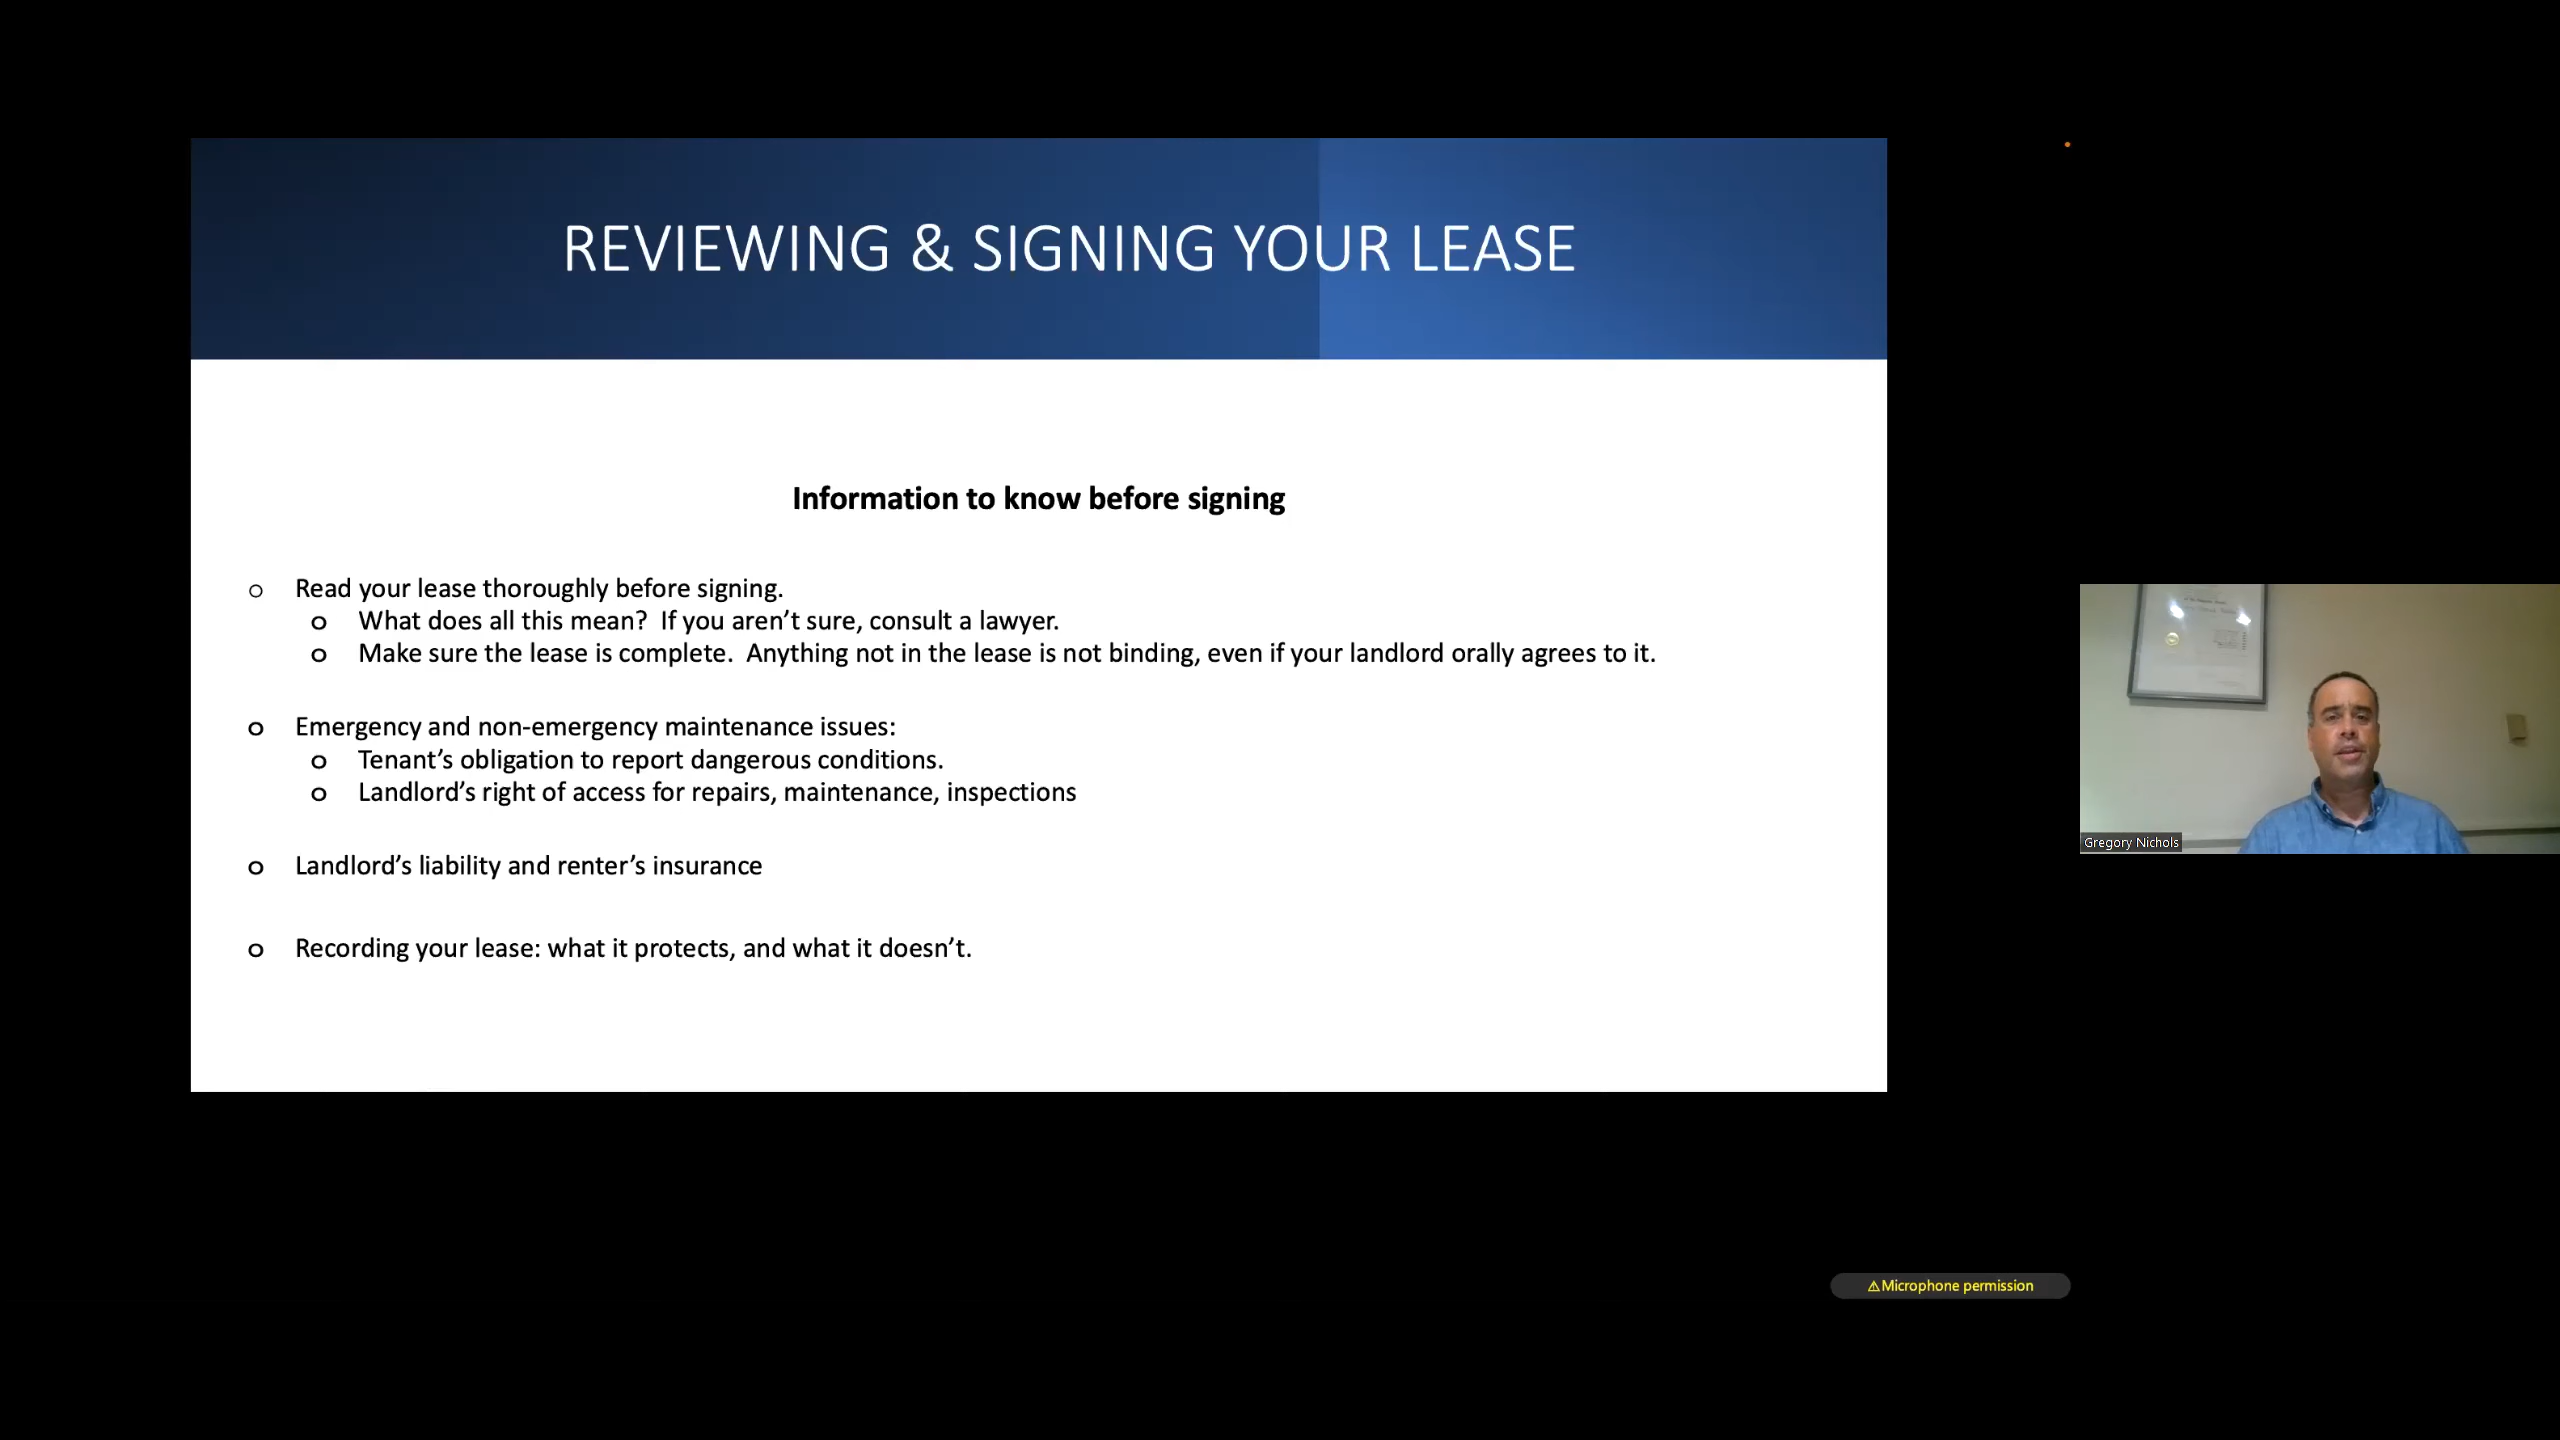 REVIEWING & SIGNING YOUR LEASE
Information to know before signing
o Read your lease thoroughly before signing.
o What does all this mean?  If you aren’t sure, consult a lawyer.
o Make sure the lease is complete.  Anything not in the lease is not binding, even if your landlord orally agrees to it.
o Emergency and non-emergency maintenance issues:
o Tenant’s obligation to report dangerous conditions.
o Landlord’s right of access for repairs, maintenance, inspections
o Landlord’s liability and renter’s insurance
o Recording your lease: what it protects, and what it doesn’t.
Gregory Nichols
⚠Microphone permission